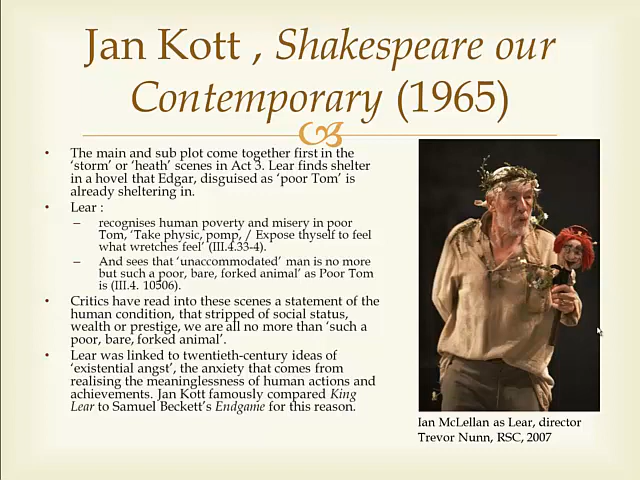 Jan Kott , Shakespeare our
Contemporary (1965)
• The main and sub plot come together first in the
'storm' or 'heath' scenes in Act 3. Lear finds shelter
in a hovel that Edgar, disguised as 'poor Tom' is
already sheltering in.
• Lear :
– recognises human poverty and misery in poor
Tom, 'Take physic, pomp, / Expose thyself to feel
what wretches feel' (III.4.33-4).
– And sees that 'unaccommodated' man is no more
but such a poor, bare, forked animal' as Poor Tom
is (III.4. 10506).
• Critics have read into these scenes a statement of the
human condition, that stripped of social status,
wealth or prestige, we are all no more than 'such a
poor, bare, forked animal'.
• Lear was linked to twentieth-century ideas of
'existential angst', the anxiety that comes from
realising the meaninglessness of human actions and
achievements. Jan Kott famously compared King
Lear to Samuel Beckett's Endgame for this reason.
Ian McLellan as Lear, director
Trevor Nunn, RSC, 2007